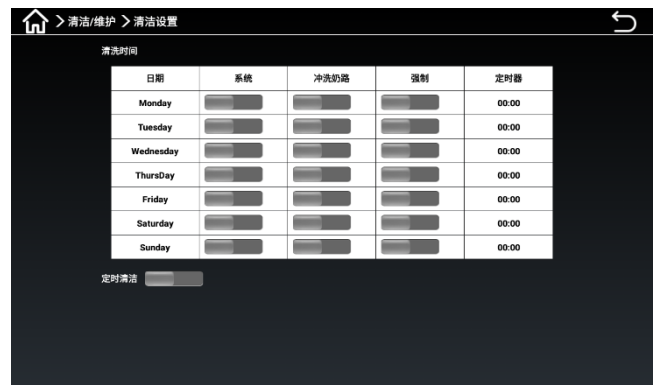 > 清洁/维护 > 清洁设置
清洗时间
日期 系统 冲洗奶路 强制 定时器
Monday 00:00
Tuesday 00:00
Wednesday 00:00
ThursDay 00:00
Friday 00:00
Saturday 00:00
Sunday 00:00
定时清洁